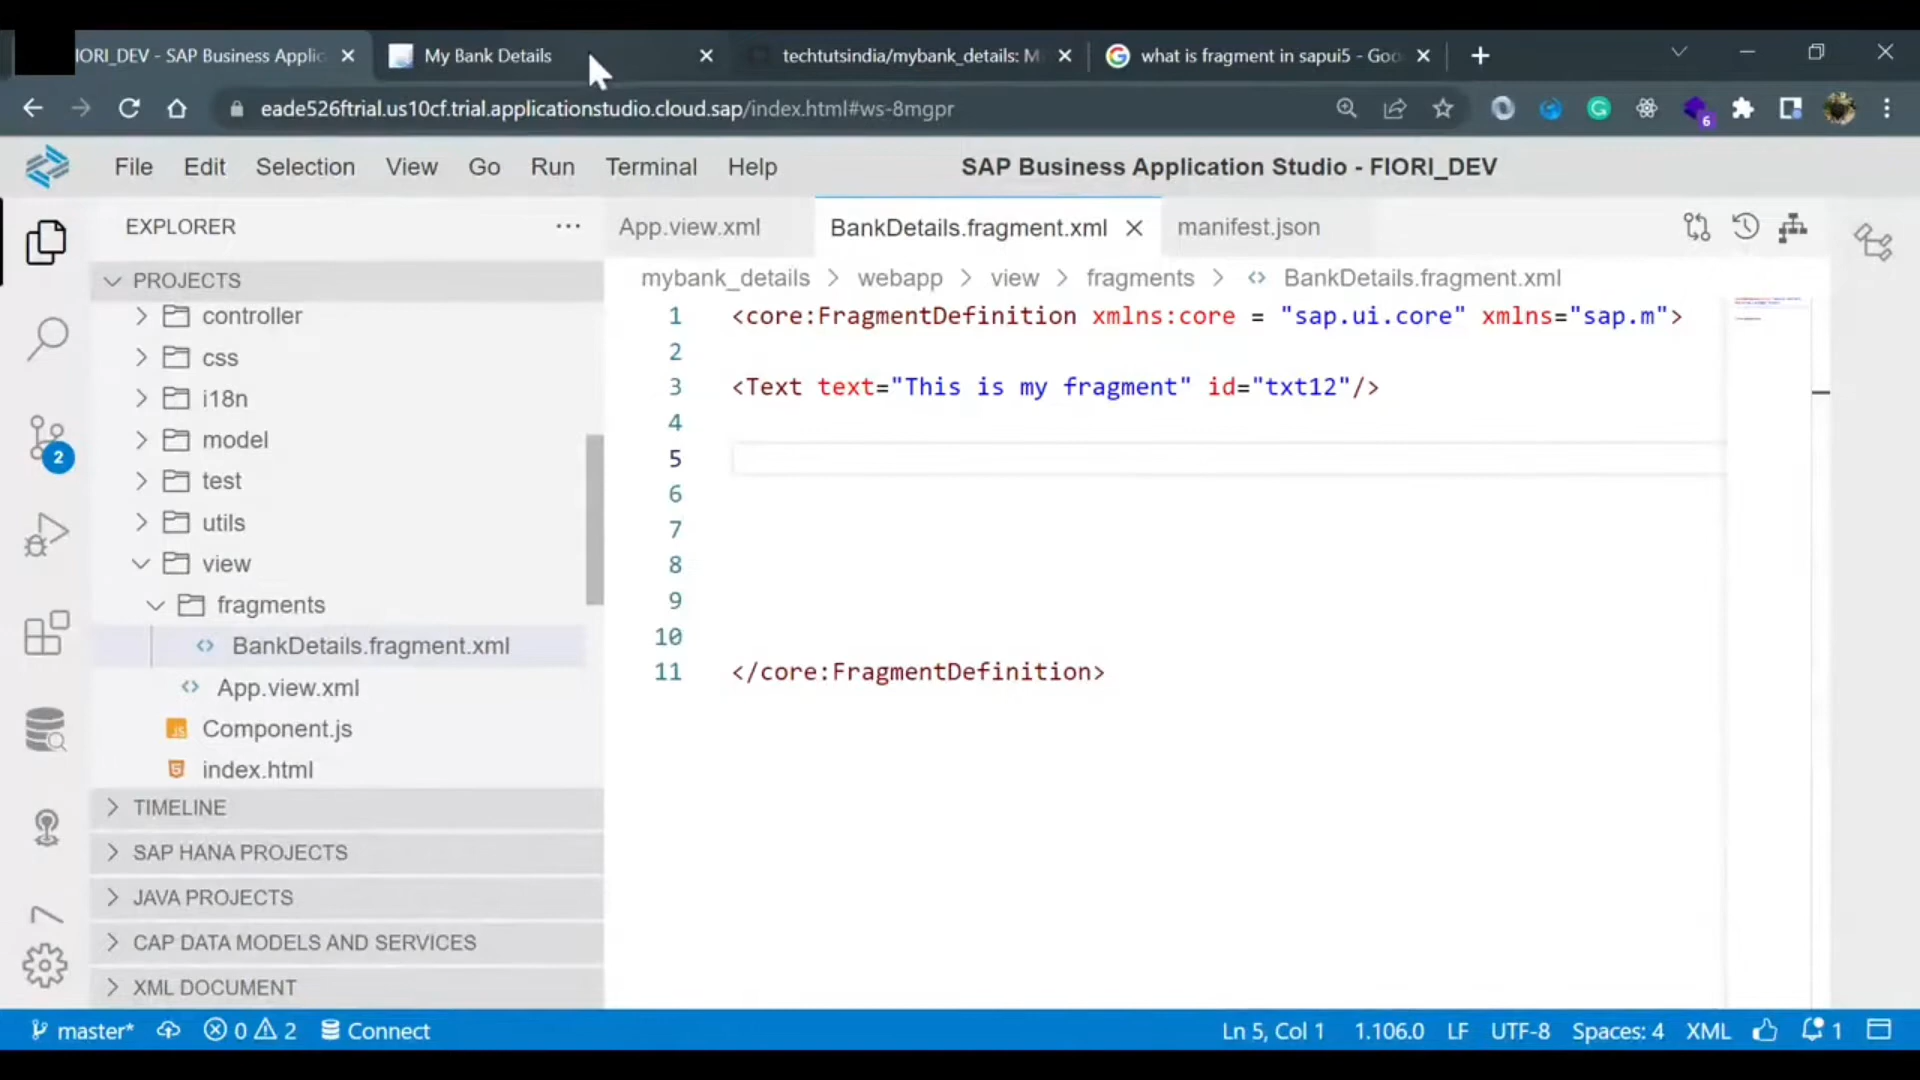 IORI_DEV - SAP Business Applic
My Bank Details
techtutsindia/mybank_details: M
what is fragment in sapui5 - Goo
eade526ftrial.us10cf.trial.applicationstudio.cloud.sap/index.html#ws-8mgpr
6
File Edit Selection View Go Run Terminal Help
SAP Business Application Studio - FIORI_DEV
EXPLORER
App.view.xml
BankDetails.fragment.xml
manifest.json
PROJECTS
mybank_details > webapp > view > fragments > BankDetails.fragment.xml
controller
css
i18n
model
test
utils
view
fragments
BankDetails.fragment.xml
App.view.xml
Component.js
index.html
TIMELINE
SAP HANA PROJECTS
JAVA PROJECTS
CAP DATA MODELS AND SERVICES
XML DOCUMENT
2
1 <core:FragmentDefinition xmlns:core = "sap.ui.core" xmlns="sap.m">
2
3 <Text text="This is my fragment" id="txt12"/>
4
5
6
7
8
9
10
11 </core:FragmentDefinition>
master* 0 2 Connect
Ln 5, Col 1 1.106.0 LF UTF-8 Spaces: 4 XML 1